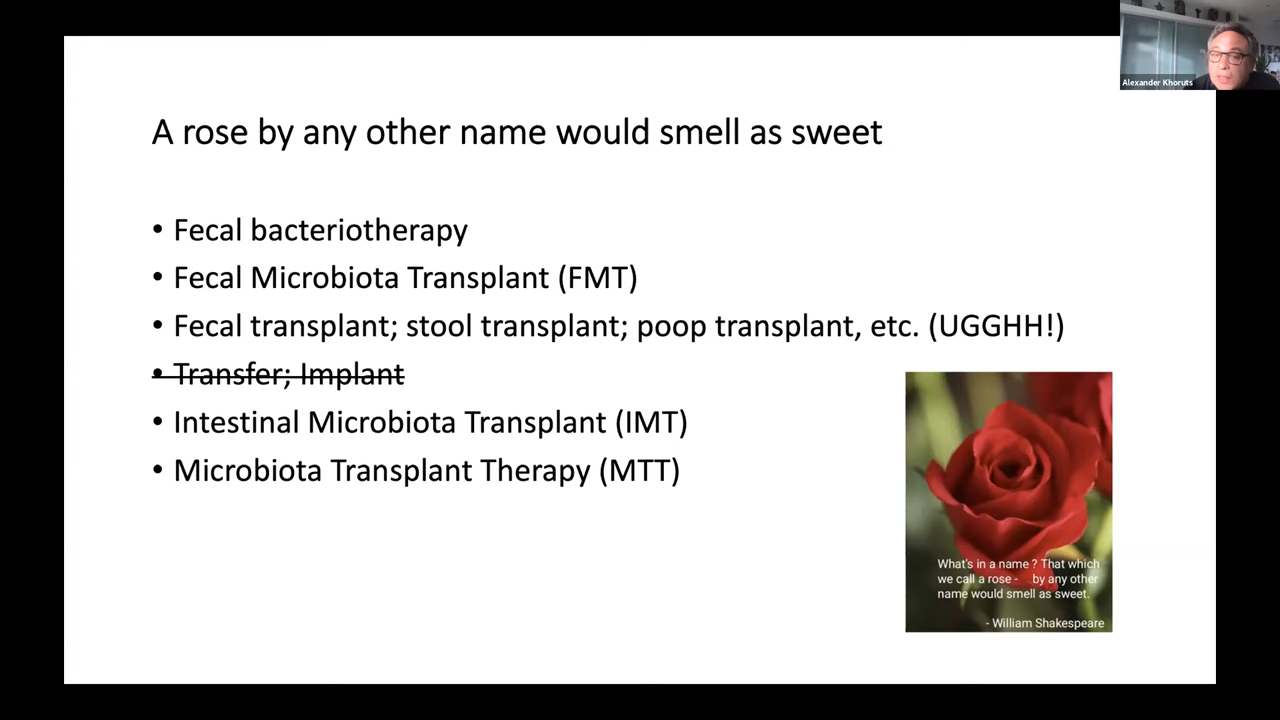 Alexander Khoruts
A rose by any other name would smell as sweet
• Fecal bacteriotherapy
• Fecal Microbiota Transplant (FMT)
• Fecal transplant; stool transplant; poop transplant, etc. (UGGHH!)
• Transfer; Implant
• Intestinal Microbiota Transplant (IMT)
• Microbiota Transplant Therapy (MTT)
What's in a name ? That which
we call a rose - by any other
name would smell as sweet.
- William Shakespeare